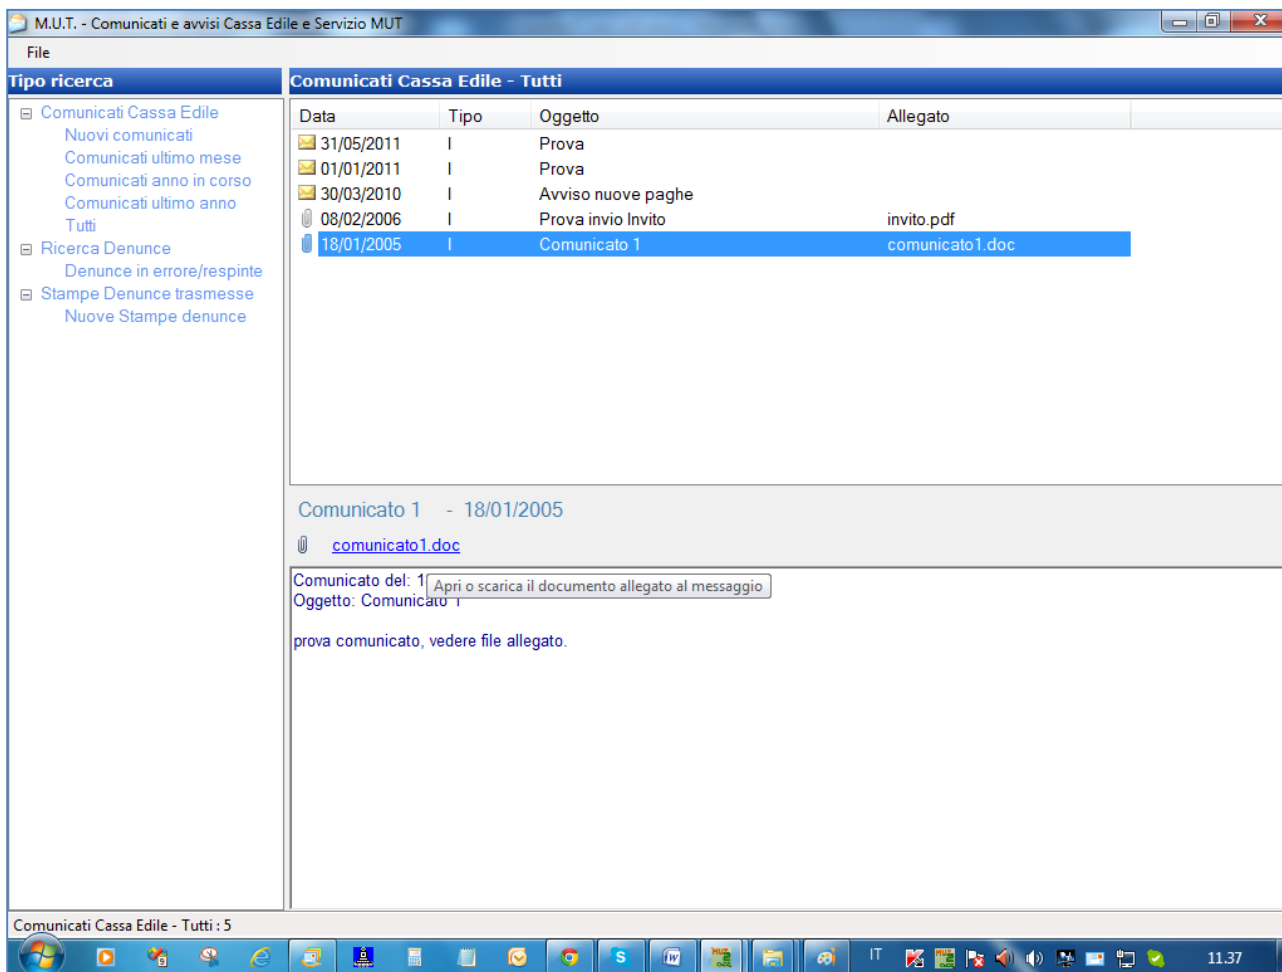 M.U.T. - Comunicati e avvisi Cassa Edile e Servizio MUT
File
Tipo ricerca
Comunicati Cassa Edile
Nuovi comunicati
Comunicati ultimo mese
Comunicati anno in corso
Comunicati ultimo anno
Tutti
Ricerca Denunce
Denunce in errore/respinte
Stampe Denunce trasmesse
Nuove Stampe denunce
Comunicati Cassa Edile - Tutti
Data Tipo Oggetto Allegato
31/05/2011 I Prova
01/01/2011 I Prova
30/03/2010 I Avviso nuove paghe
08/02/2006 I Prova invio Invito invito.pdf
18/01/2005 I Comunicato 1 comunicato1.doc
Comunicato 1 - 18/01/2005
comunicato1.doc
Comunicato del: 1
Apri o scarica il documento allegato al messaggio
Oggetto: Comunicato 1
prova comunicato, vedere file allegato.
Comunicati Cassa Edile - Tutti : 5
IT 11.37